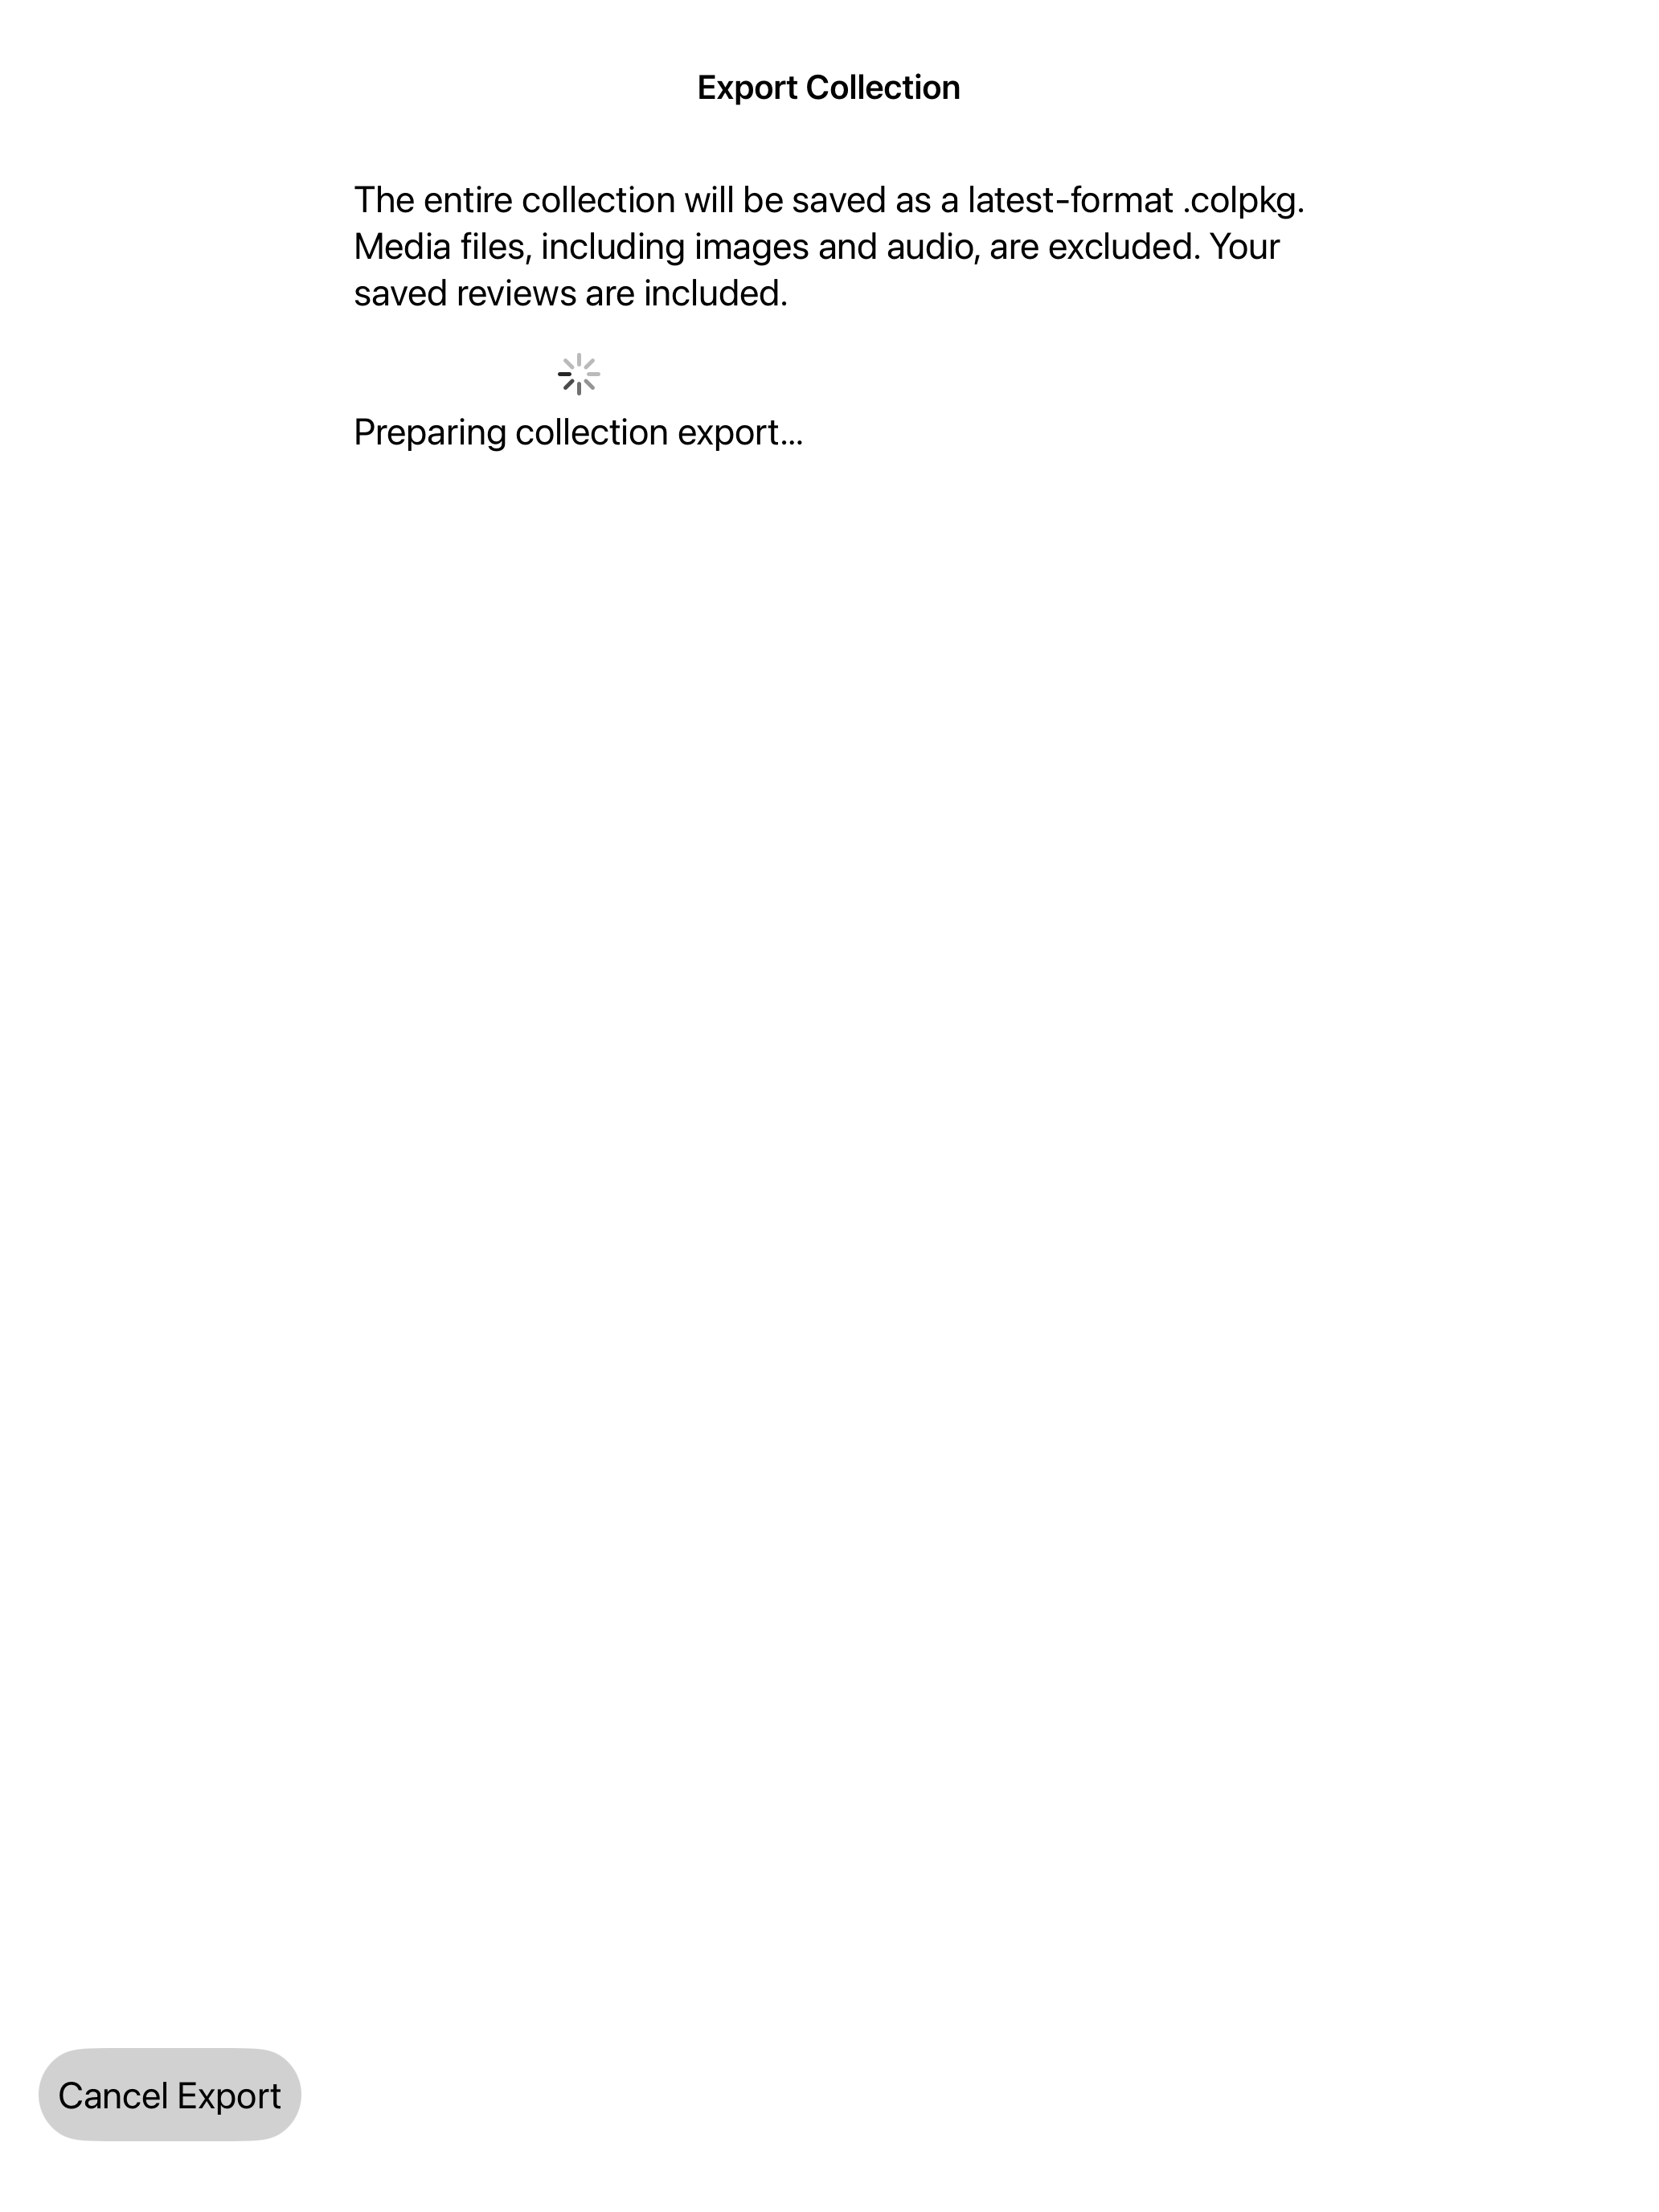 Export Collection
The entire collection will be saved as a latest-format .colpkg.
Media files, including images and audio, are excluded. Your
saved reviews are included.
Preparing collection export...
Cancel Export